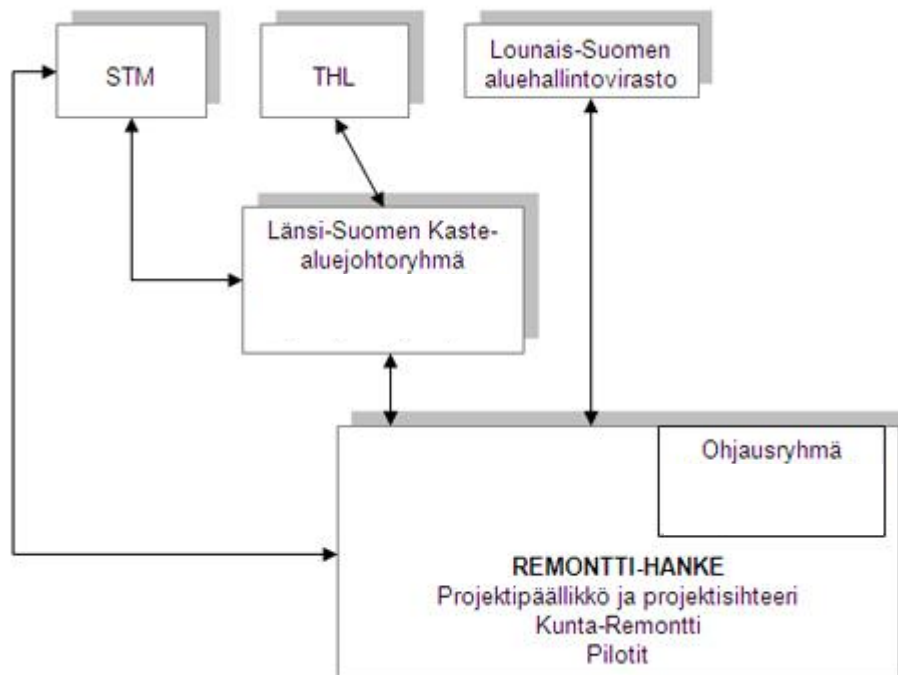 STM
THL
Lounais-Suomen
aluehallintovirasto
Länsi-Suomen Kaste-
aluejohtoryhmä
Ohjausryhmä
REMONTTI-HANKE
Projektipäällikkö ja projektisihteeri
Kunta-Remontti
Pilotit